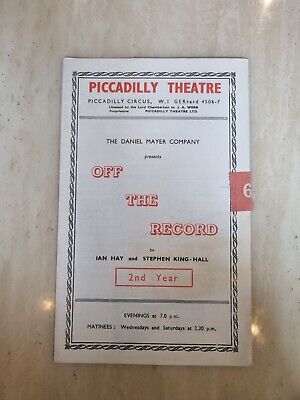 PICCADILLY THEATRE
PICCADILLY CIRCUS, W.1 GERrard 4506-7
Licensed by the Lord Chamberlain to J. A. WEBB
Proprietors PICCADILLY THEATRE LTD.
THE DANIEL MAYER COMPANY
presents
OFF
THE
RECORD
6
by
IAN HAY and STEPHEN KING-HALL
2nd Year
EVENINGS at 7.0 p.m.
MATINEES: Wednesdays and Saturdays at 2.30 p.m.